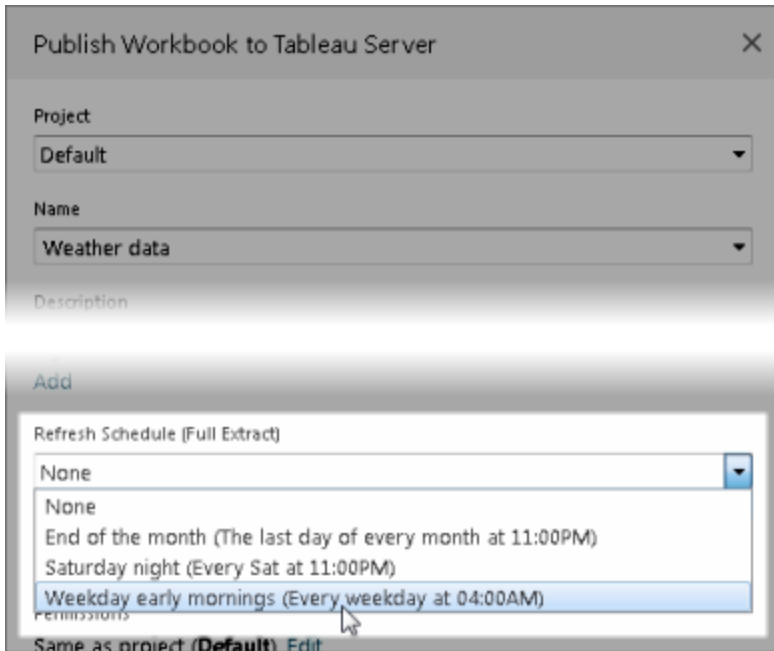 Publish Workbook to Tableau Server
Project
Default
Name
Weather data
Description
Add
Refresh Schedule (Full Extract)
None
None
End of the month (The last day of every month at 11:00PM)
Saturday night (Every Sat at 11:00PM)
Weekday early mornings (Every weekday at 04:00AM)
Permissions
Same as project (Default) Edit